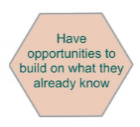 Have
opportunities to
build on what they
already know